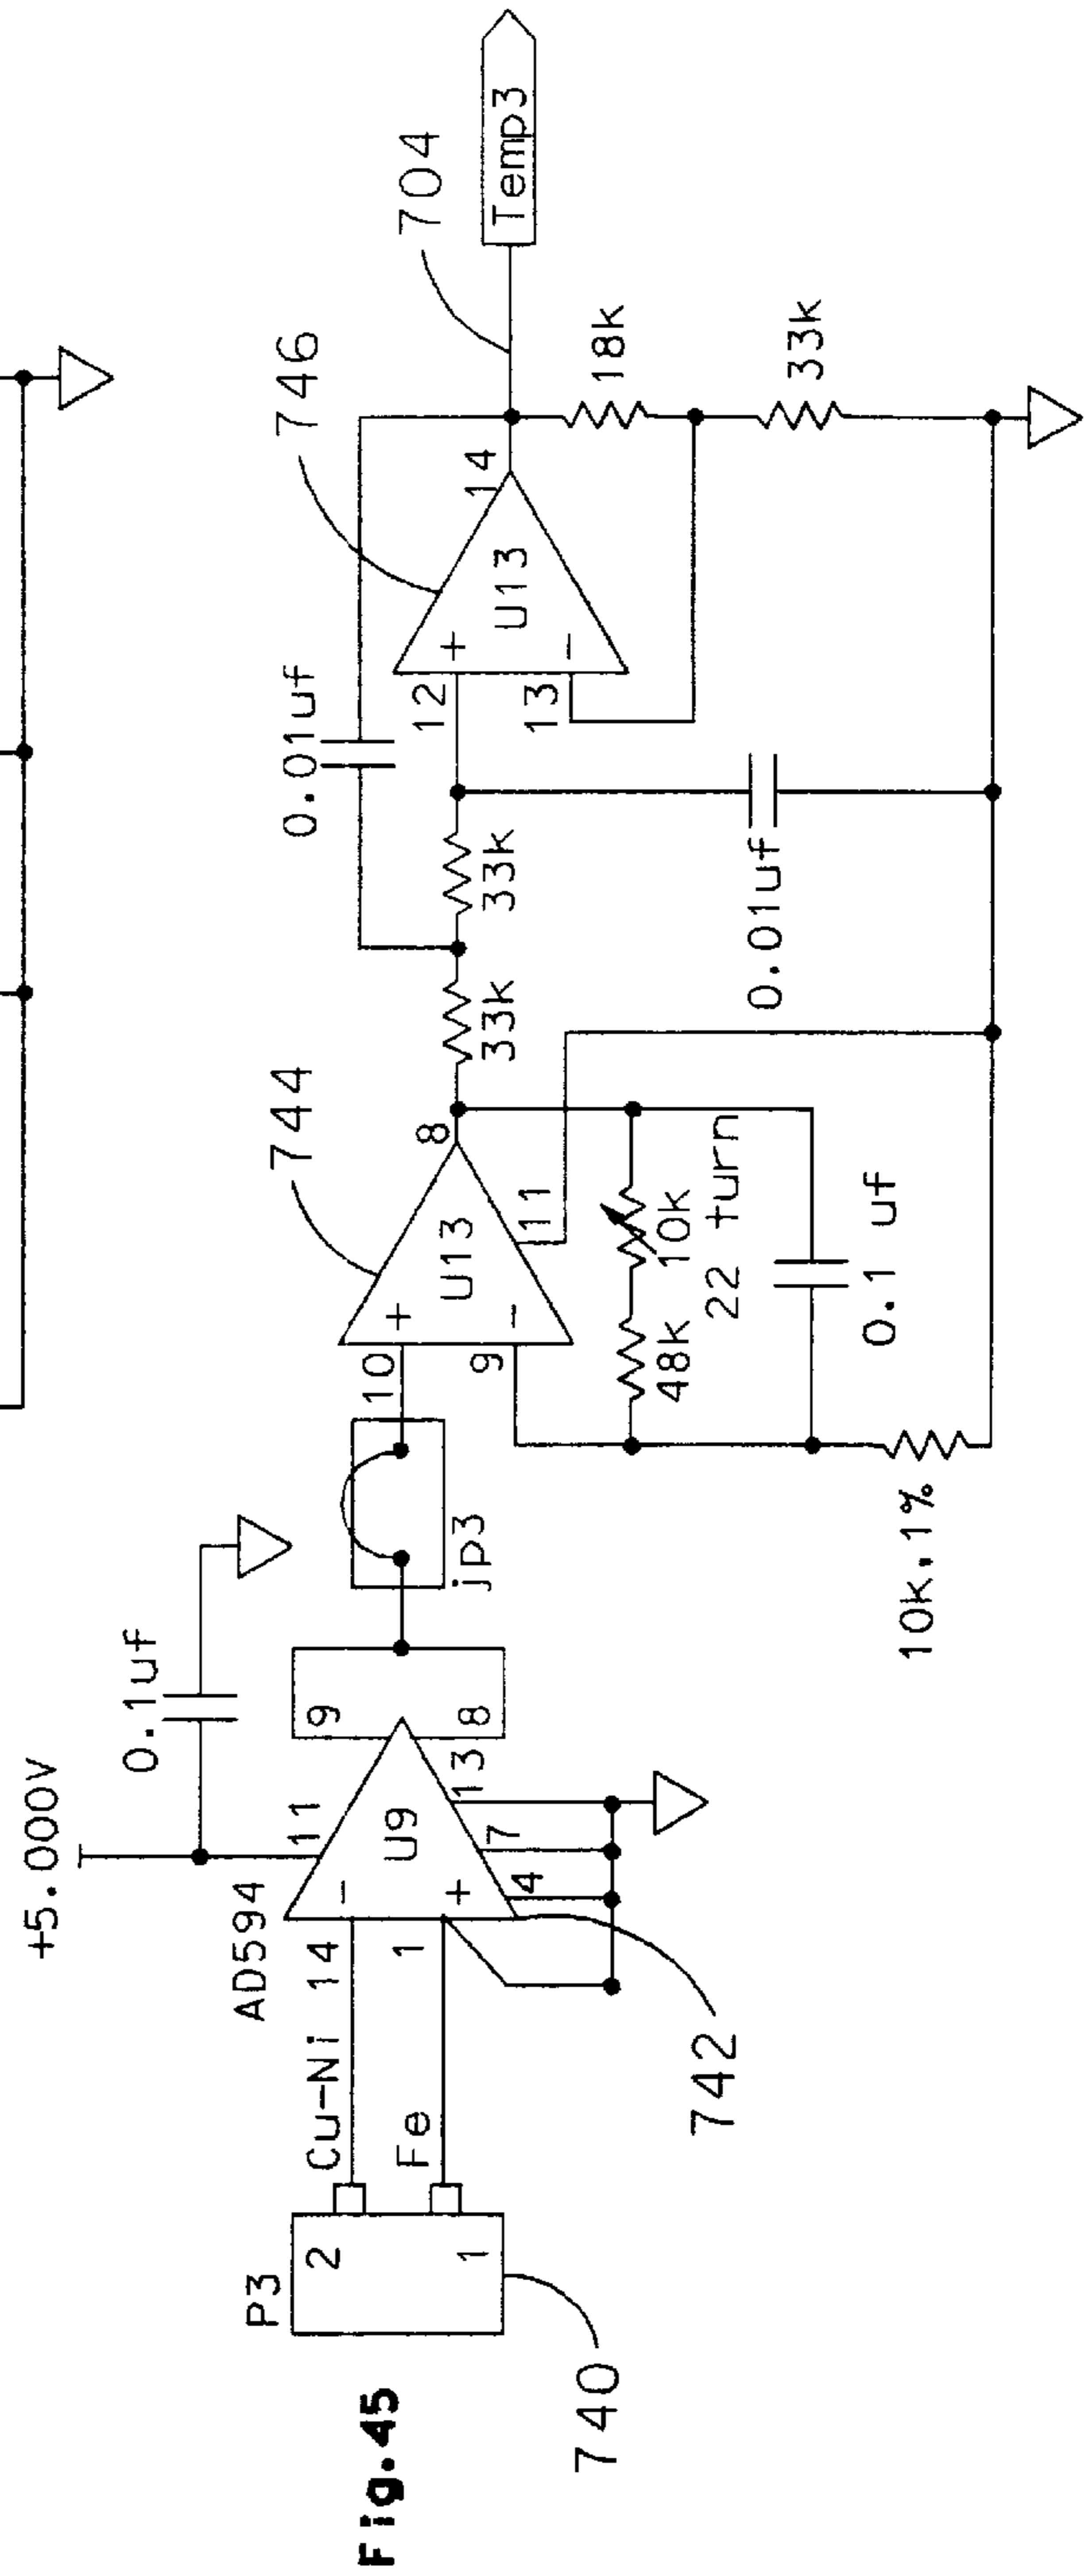 Fig.45
P3
2
1
740
Cu-Ni
Fe
14
1
+5.000V
AD594
11
0.1uf
U9
-
+
4
7
13
9
8
742
jp3
10
9
+
-
U13
8
11
744
48k
10k
22 turn
0.1 uf
10k,1%
33k
33k
0.01uf
0.01uf
12
13
+
-
U13
14
746
18k
33k
704
Temp3